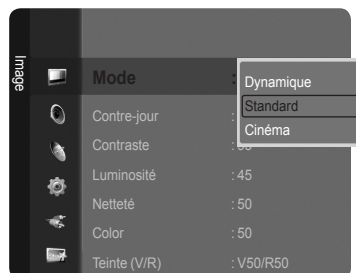 Image
Mode :
Dynamique
Standard
Cinéma
Contre-jour :
Contraste :
Luminosité : 45
Netteté : 50
Color : 50
Teinte (V/R) : V50/R50